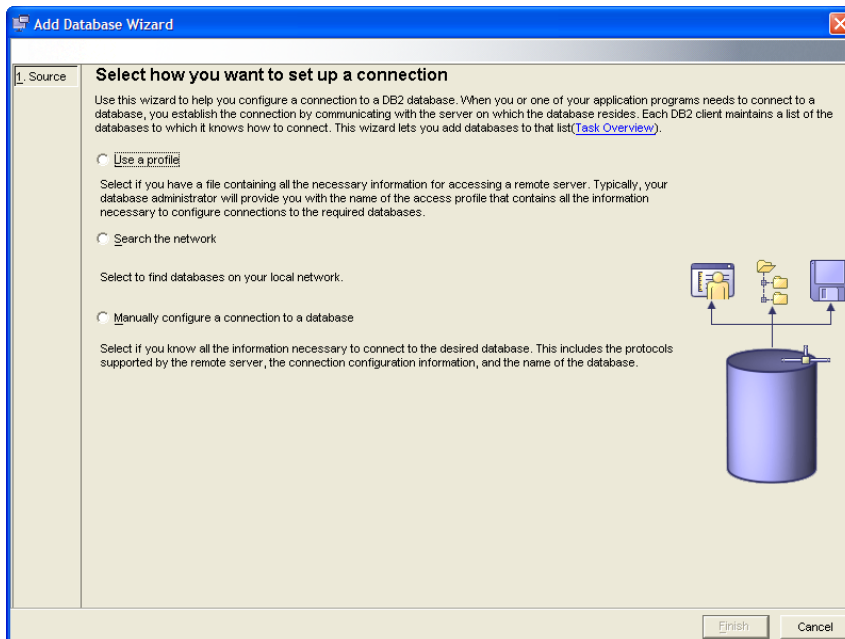 Add Database Wizard
1. Source
Select how you want to set up a connection
Use this wizard to help you configure a connection to a DB2 database. When you or one of your application programs needs to connect to a
database, you establish the connection by communicating with the server on which the database resides. Each DB2 client maintains a list of the
databases to which it knows how to connect. This wizard lets you add databases to that list(Task Overview).
Use a profile
Select if you have a file containing all the necessary information for accessing a remote server. Typically, your
database administrator will provide you with the name of the access profile that contains all the information
necessary to configure connections to the required databases.
Search the network
Select to find databases on your local network.
Manually configure a connection to a database
Select if you know all the information necessary to connect to the desired database. This includes the protocols
supported by the remote server, the connection configuration information, and the name of the database.
Finish
Cancel